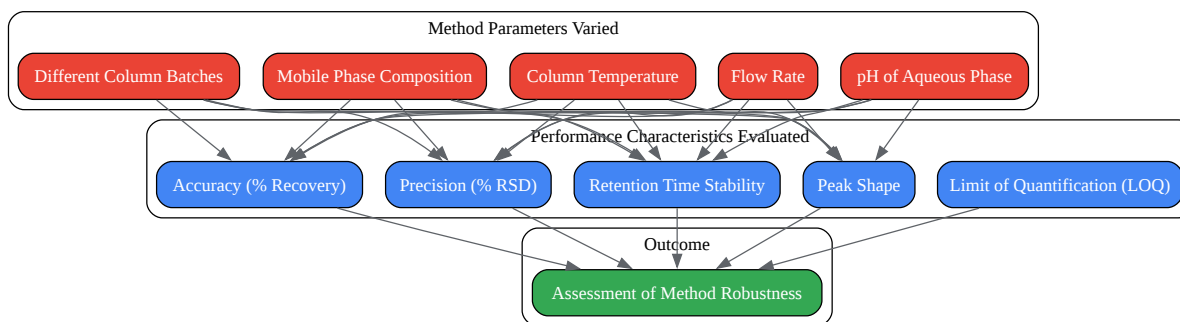 Method Parameters Varied
Different Column Batches
Mobile Phase Composition
Column Temperature
Flow Rate
pH of Aqueous Phase
Performance Characteristics Evaluated
Accuracy (% Recovery)
Precision (% RSD)
Retention Time Stability
Peak Shape
Limit of Quantification (LOQ)
Outcome
Assessment of Method Robustness